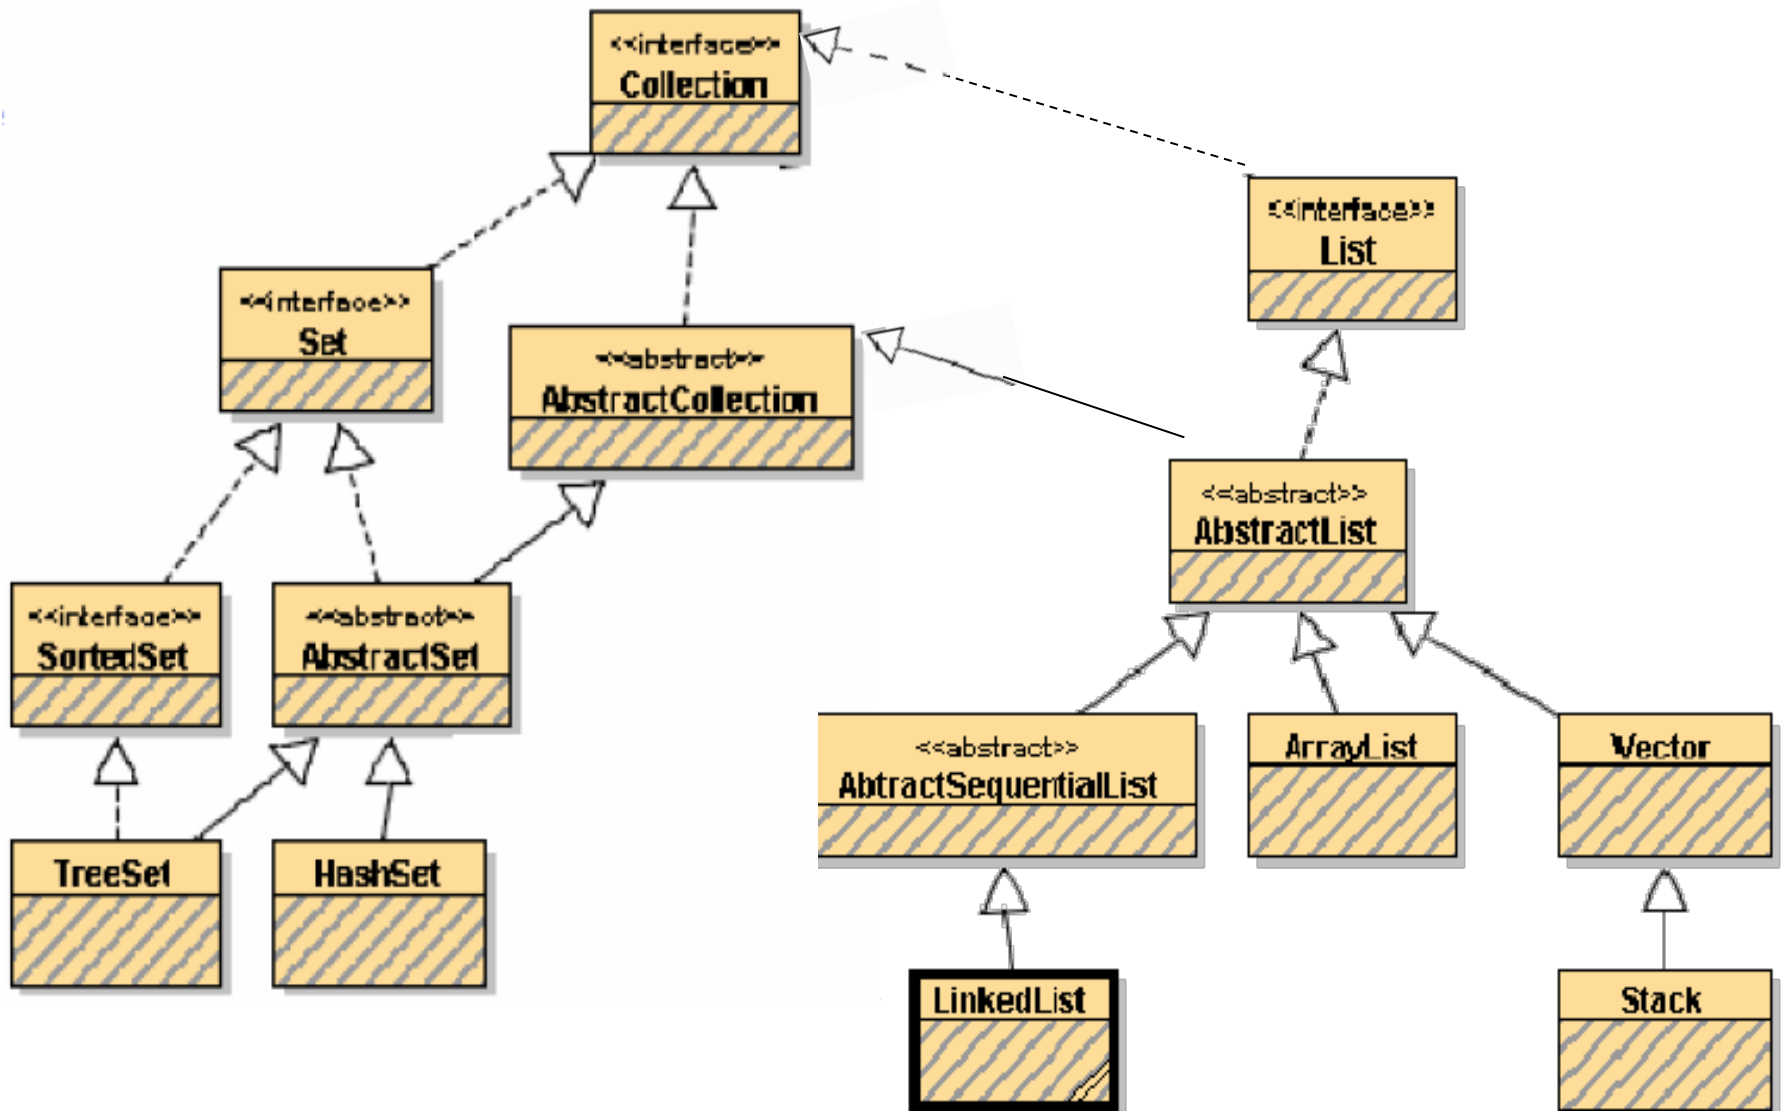 <<interface>>
Collection
<<interface>>
List
<<interface>>
Set
<<abstract>>
AbstractCollection
<<abstract>>
AbstractList
<<interface>>
SortedSet
<<abstract>>
AbstractSet
<<abstract>>
AbtractSequentialList
ArrayList
Vector
TreeSet
HashSet
LinkedList
Stack